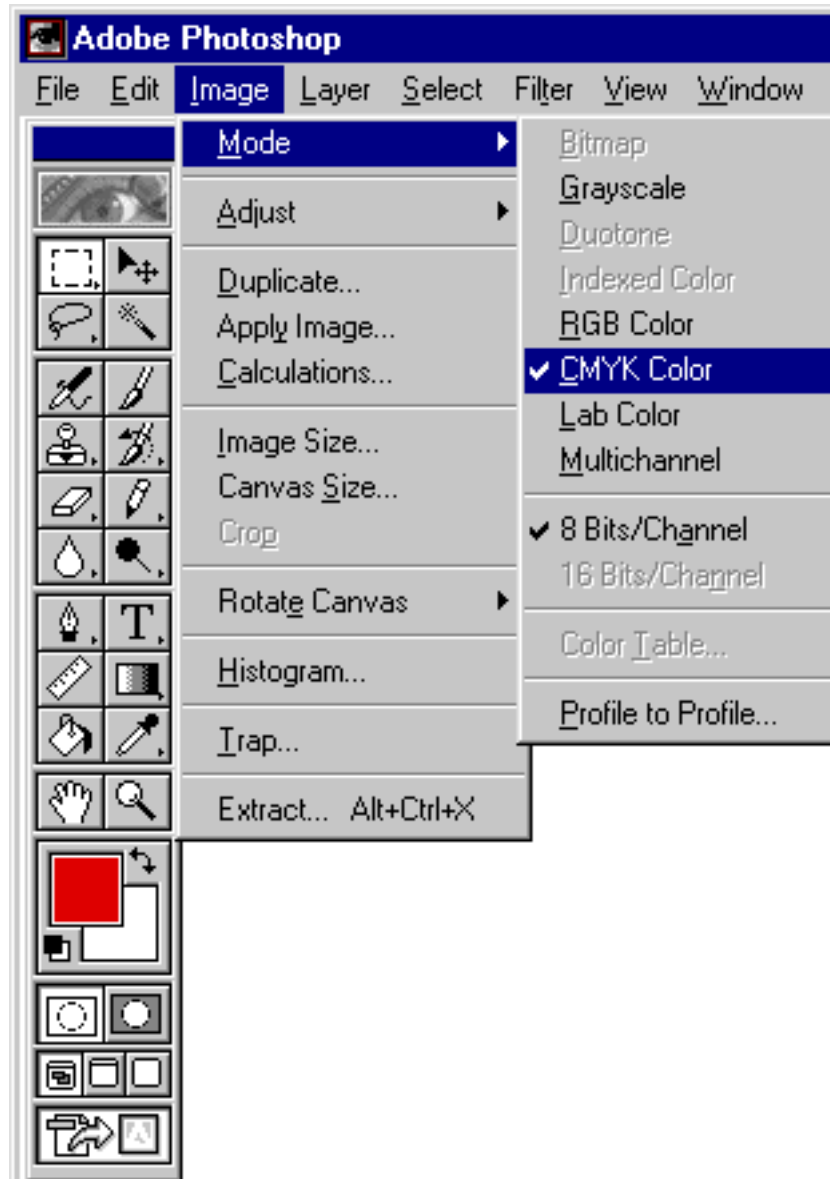 Adobe Photoshop
File Edit Image Layer Select Filter View Window
Mode
Adjust
Duplicate...
Apply Image...
Calculations...
Image Size...
Canvas Size...
Crop
Rotate Canvas
Histogram...
Trap...
Extract... Alt+Ctrl+X
Bitmap
Grayscale
Duotone
Indexed Color
RGB Color
CMYK Color
Lab Color
Multichannel
8 Bits/Channel
16 Bits/Channel
Color Table...
Profile to Profile...
T